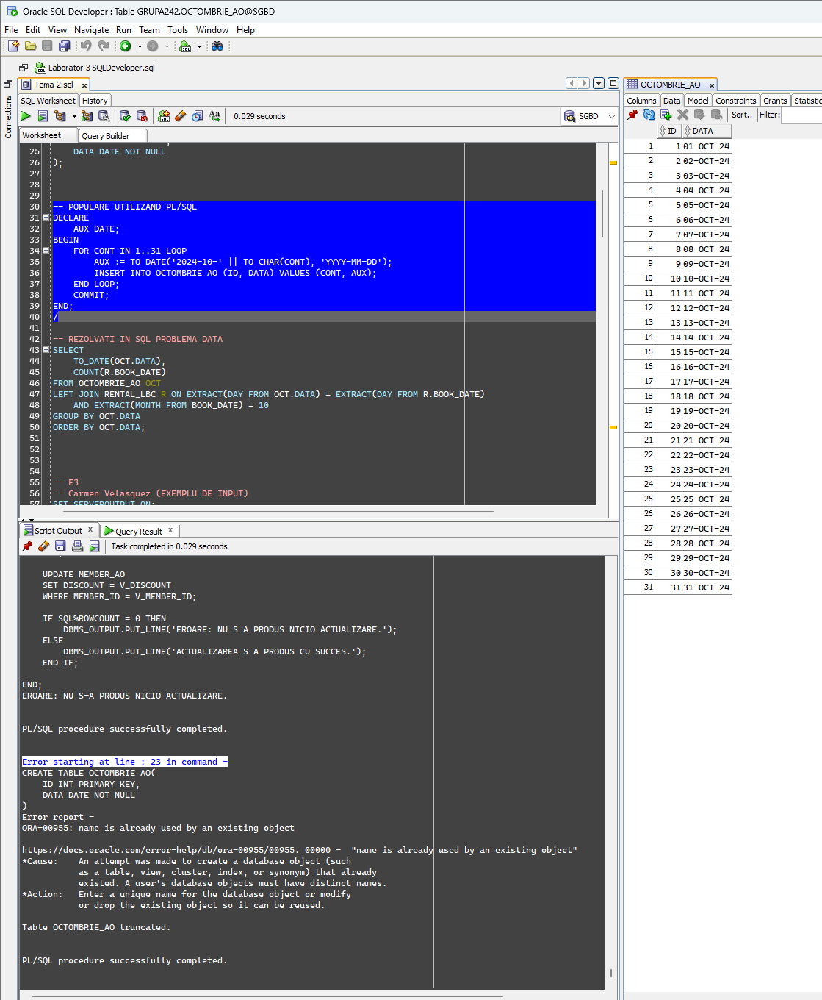 Oracle SQL Developer : Table GRUPA242.OCTOMBRIE_AO@SGBD
File Edit View Navigate Run Team Tools Window Help
Laborator 3 SQLDeveloper.sql
Connections
Tema 2.sql
SQL Worksheet History
0.029 seconds
SGBD
Worksheet Query Builder
25 DATA DATE NOT NULL
26 );
27
28
29
30 -- POPULARE UTILIZAND PL/SQL
31 DECLARE
32 AUX DATE;
33 BEGIN
34 FOR CONT IN 1..31 LOOP
35 AUX := TO_DATE('2024-10-' || TO_CHAR(CONT), 'YYYY-MM-DD');
36 INSERT INTO OCTOMBRIE_AO (ID, DATA) VALUES (CONT, AUX);
37 END LOOP;
38 COMMIT;
39 END;
40 /
41
42 -- REZOLVATI IN SQL PROBLEMA DATA
43 SELECT
44 TO_DATE(OCT.DATA),
45 COUNT(R.BOOK_DATE)
46 FROM OCTOMBRIE_AO OCT
47 LEFT JOIN RENTAL_LBC R ON EXTRACT(DAY FROM OCT.DATA) = EXTRACT(DAY FROM R.BOOK_DATE)
48 AND EXTRACT(MONTH FROM BOOK_DATE) = 10
49 GROUP BY OCT.DATA
50 ORDER BY OCT.DATA;
51
52
53
54
55 -- E3
56 -- Carmen Velasquez (EXEMPLU DE INPUT)
57 SET SERVEROUTPUT ON;
Script Output Query Result
Task completed in 0.029 seconds
UPDATE MEMBER_AO
SET DISCOUNT = V_DISCOUNT
WHERE MEMBER_ID = V_MEMBER_ID;
IF SQL%ROWCOUNT = 0 THEN
DBMS_OUTPUT.PUT_LINE('EROARE: NU S-A PRODUS NICIO ACTUALIZARE.');
ELSE
DBMS_OUTPUT.PUT_LINE('ACTUALIZAREA S-A PRODUS CU SUCCES.');
END IF;
END;
EROARE: NU S-A PRODUS NICIO ACTUALIZARE.
PL/SQL procedure successfully completed.
Error starting at line : 23 in command -
CREATE TABLE OCTOMBRIE_AO(
ID INT PRIMARY KEY,
DATA DATE NOT NULL
)
Error report -
ORA-00955: name is already used by an existing object
https://docs.oracle.com/error-help/db/ora-00955/00955. 00000 - "name is already used by an existing object"
*Cause: An attempt was made to create a database object (such
as a table, view, cluster, index, or synonym) that already
existed. A user's database objects must have distinct names.
*Action: Enter a unique name for the database object or modify
or drop the existing object so it can be reused.
Table OCTOMBRIE_AO truncated.
PL/SQL procedure successfully completed.
OCTOMBRIE_AO
Columns Data Model Constraints Grants Statistic
Sort.. Filter:
ID DATA
1 1 01-OCT-24
2 2 02-OCT-24
3 3 03-OCT-24
4 4 04-OCT-24
5 5 05-OCT-24
6 6 06-OCT-24
7 7 07-OCT-24
8 8 08-OCT-24
9 9 09-OCT-24
10 10 10-OCT-24
11 11 11-OCT-24
12 12 12-OCT-24
13 13 13-OCT-24
14 14 14-OCT-24
15 15 15-OCT-24
16 16 16-OCT-24
17 17 17-OCT-24
18 18 18-OCT-24
19 19 19-OCT-24
20 20 20-OCT-24
21 21 21-OCT-24
22 22 22-OCT-24
23 23 23-OCT-24
24 24 24-OCT-24
25 25 25-OCT-24
26 26 26-OCT-24
27 27 27-OCT-24
28 28 28-OCT-24
29 29 29-OCT-24
30 30 30-OCT-24
31 31 31-OCT-24